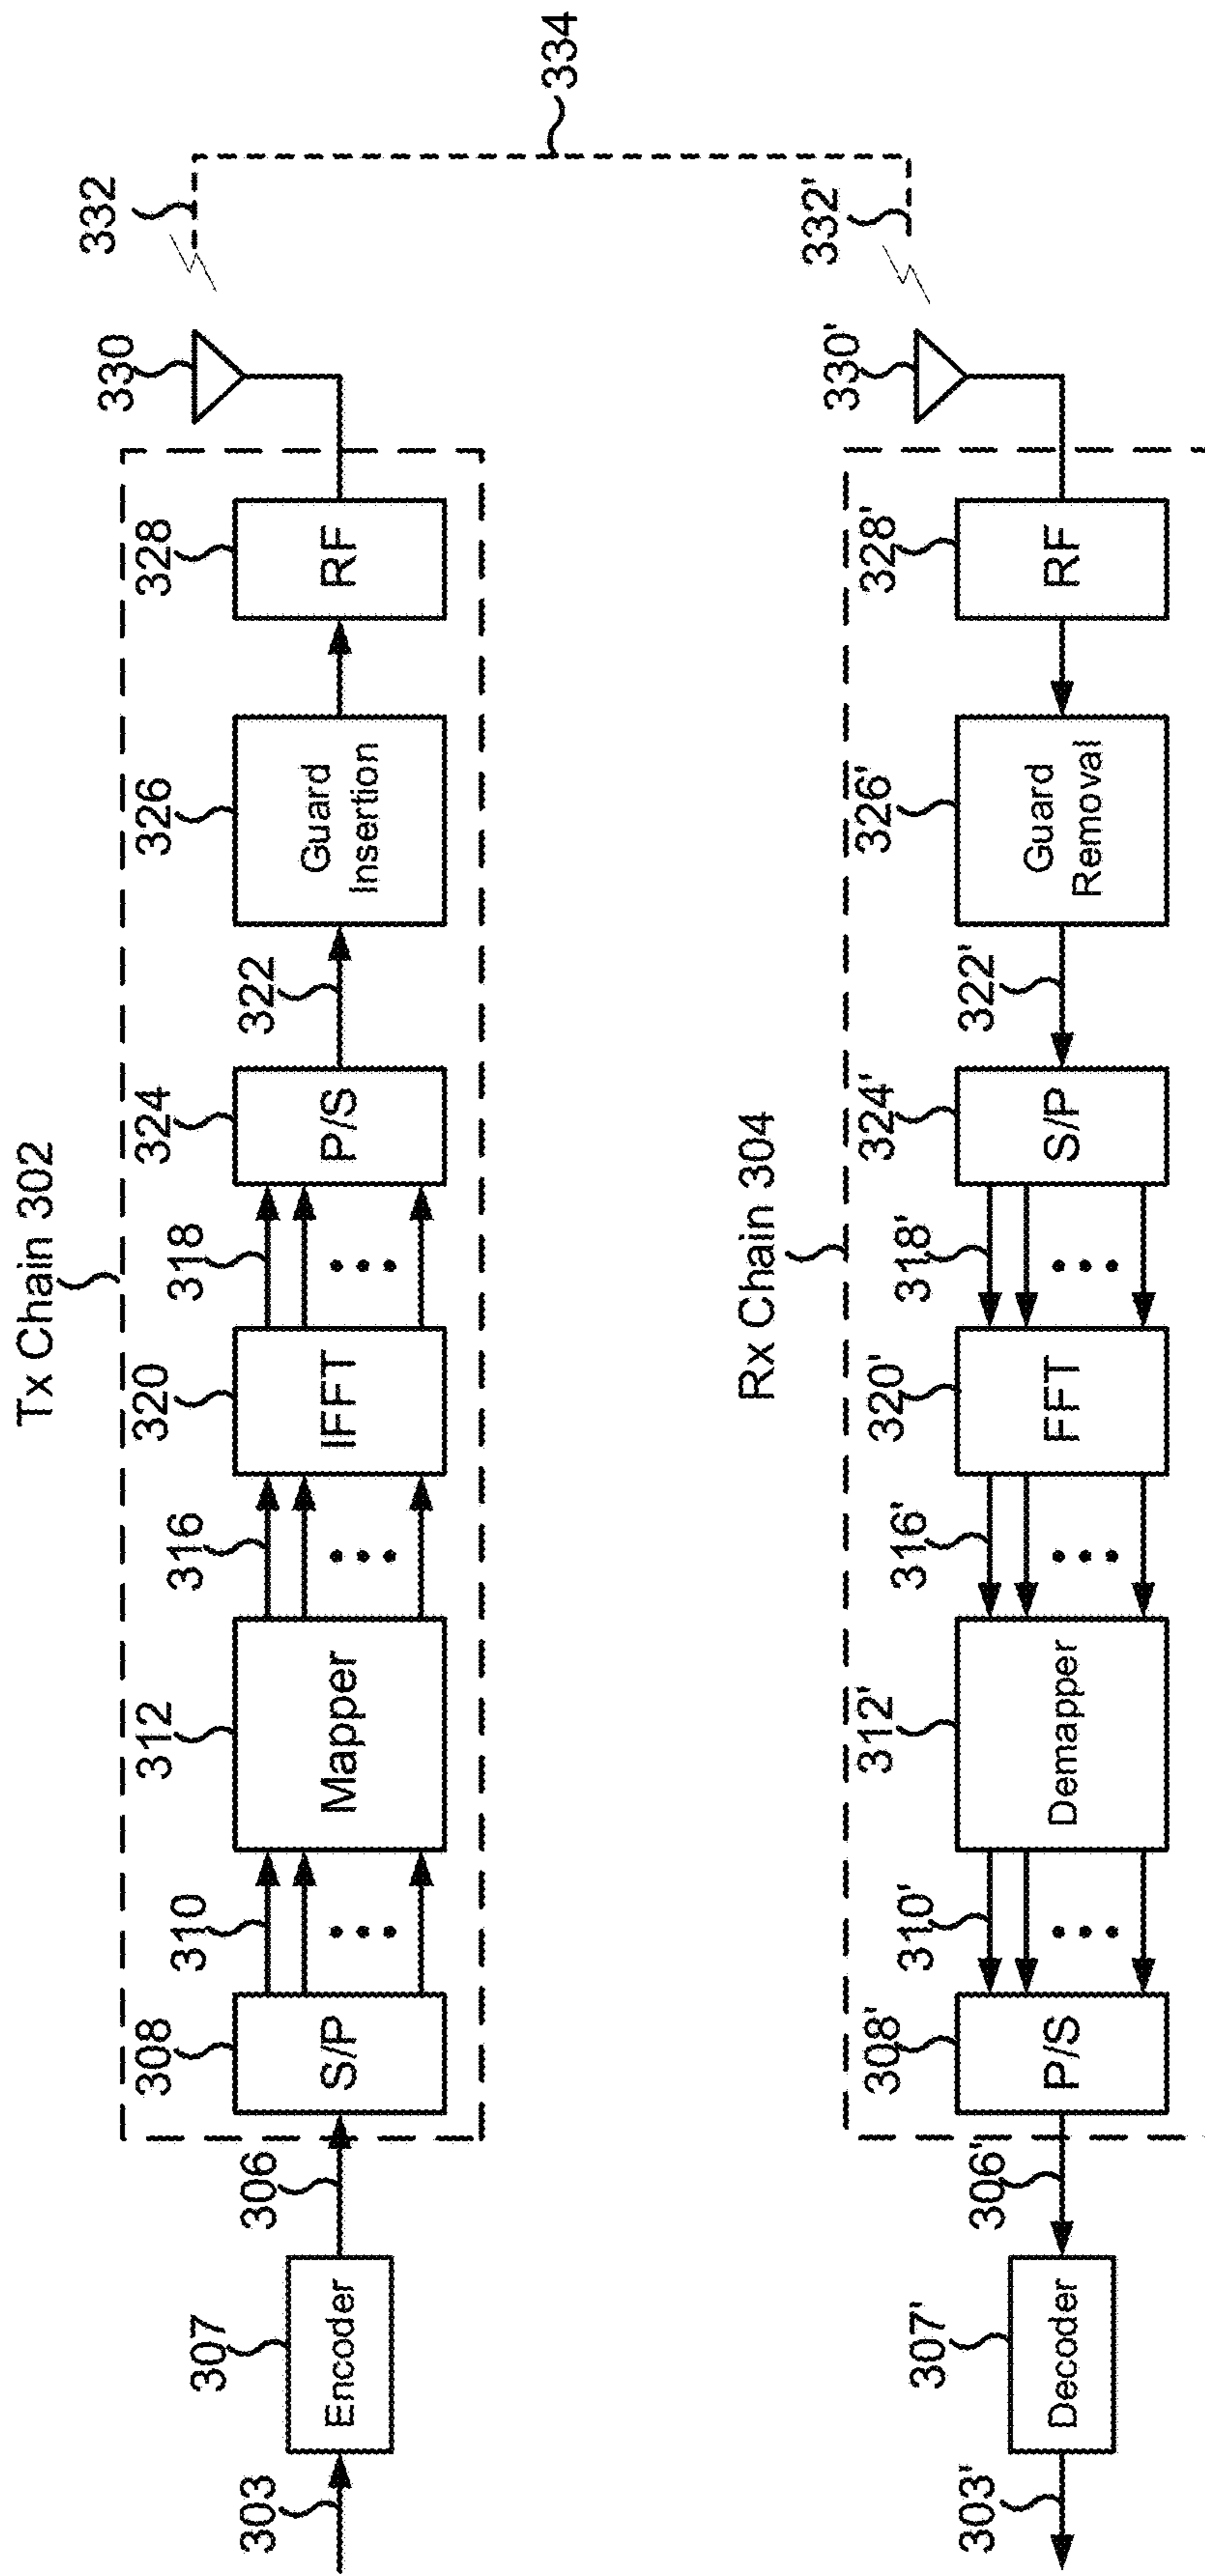 Tx Chain 302
303
307
Encoder
306
308
S/P
310
312
Mapper
316
320
IFFT
318
324
P/S
322
326
Guard
Insertion
328
RF
330
332
334
Rx Chain 304
303'
307'
Decoder
306'
308'
P/S
310'
312'
Demapper
316'
320'
FFT
318'
324'
S/P
322'
326'
Guard
Removal
328'
RF
330'
332'